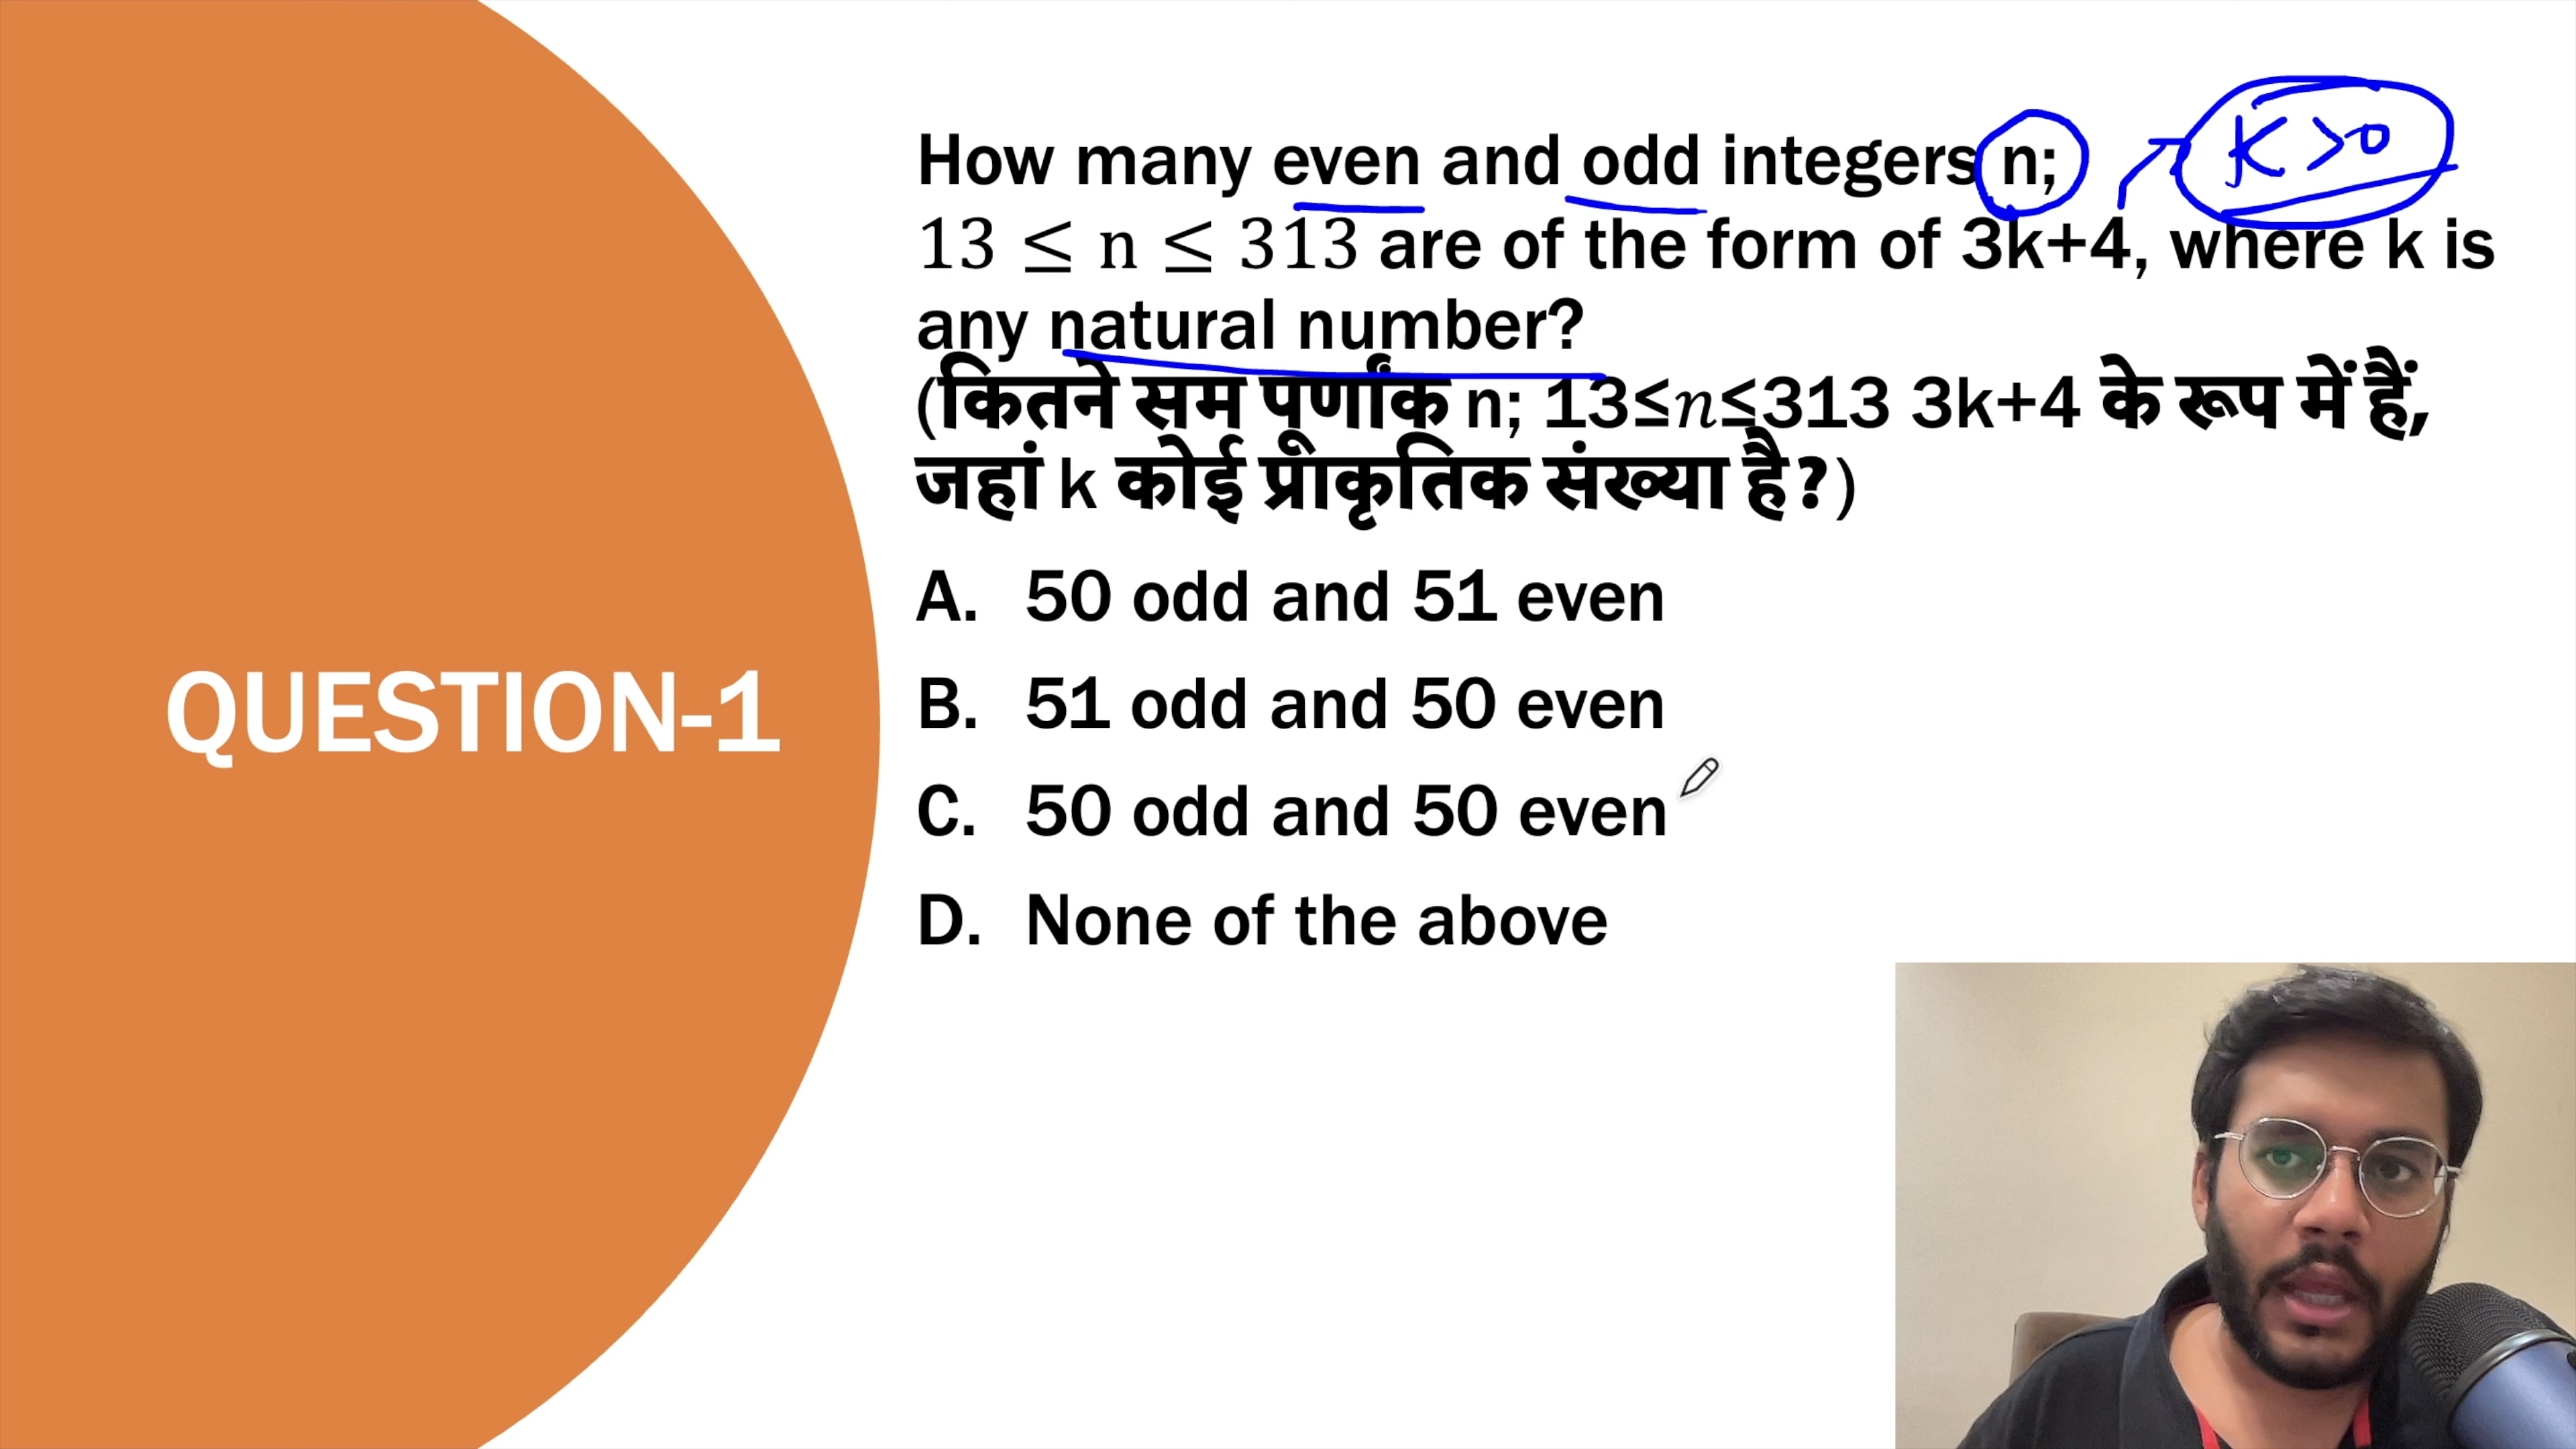 QUESTION-1
K>0
How many even and odd integers n;
13 ≤ n ≤ 313 are of the form of 3k+4, where k is
any natural number?
(कितने सम पूर्णांक n; 13≤n≤313 3k+4 के रूप में हैं,
जहां k कोई प्राकृतिक संख्या है?)
A. 50 odd and 51 even
B. 51 odd and 50 even
C. 50 odd and 50 even
D. None of the above